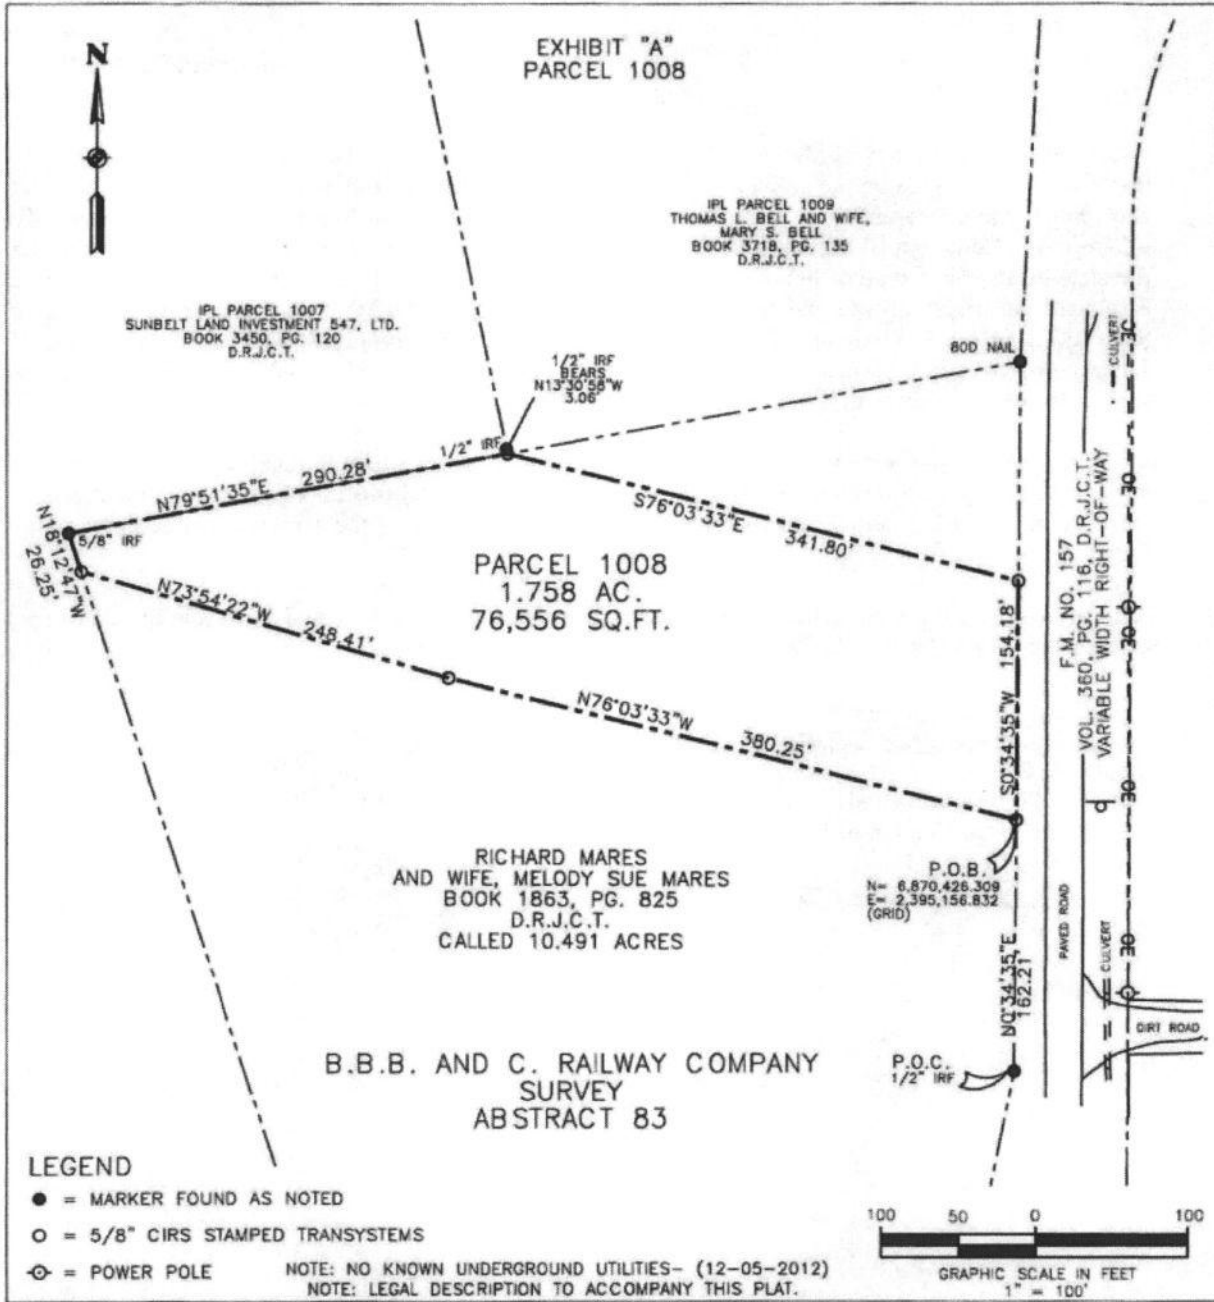 EXHIBIT "A"
PARCEL 1008
N
IPL PARCEL 1009
THOMAS L. BELL AND WIFE,
MARY S. BELL
BOOK 3718, PG. 135
D.R.J.C.T.
IPL PARCEL 1007
SUNBELT LAND INVESTMENT 547, LTD.
BOOK 3450, PG. 120
D.R.J.C.T.
80D NAIL
1/2" IRF
BEARS
N13°30'58"W
3.06'
1/2" IRF
N79°51'35"E 290.28'
S76°03'33"E 341.80'
5/8" IRF
N18°12'47"W
26.25'
N73°54'22"W 248.41'
PARCEL 1008
1.758 AC.
76,556 SQ.FT.
N76°03'33"W 380.25'
S0°34'35"W 154.18'
F.M. NO. 157
VOL. 360, PG. 116, D.R.J.C.T.
VARIABLE WIDTH RIGHT-OF-WAY
CULVERT
OE
OE
OE
OE
OE
P.O.B.
N= 6,870,426.309
E= 2,395,156.832
(GRID)
RICHARD MARES
AND WIFE, MELODY SUE MARES
BOOK 1863, PG. 825
D.R.J.C.T.
CALLED 10.491 ACRES
PAVED ROAD
CULVERT
N0°34'35"E
162.21
DIRT ROAD
P.O.C.
1/2" IRF
B.B.B. AND C. RAILWAY COMPANY
SURVEY
ABSTRACT 83
LEGEND
● = MARKER FOUND AS NOTED
○ = 5/8" CIRS STAMPED TRANSYSTEMS
= POWER POLE
NOTE: NO KNOWN UNDERGROUND UTILITIES- (12-05-2012)
NOTE: LEGAL DESCRIPTION TO ACCOMPANY THIS PLAT.
100 50 0 100
GRAPHIC SCALE IN FEET
1" = 100'